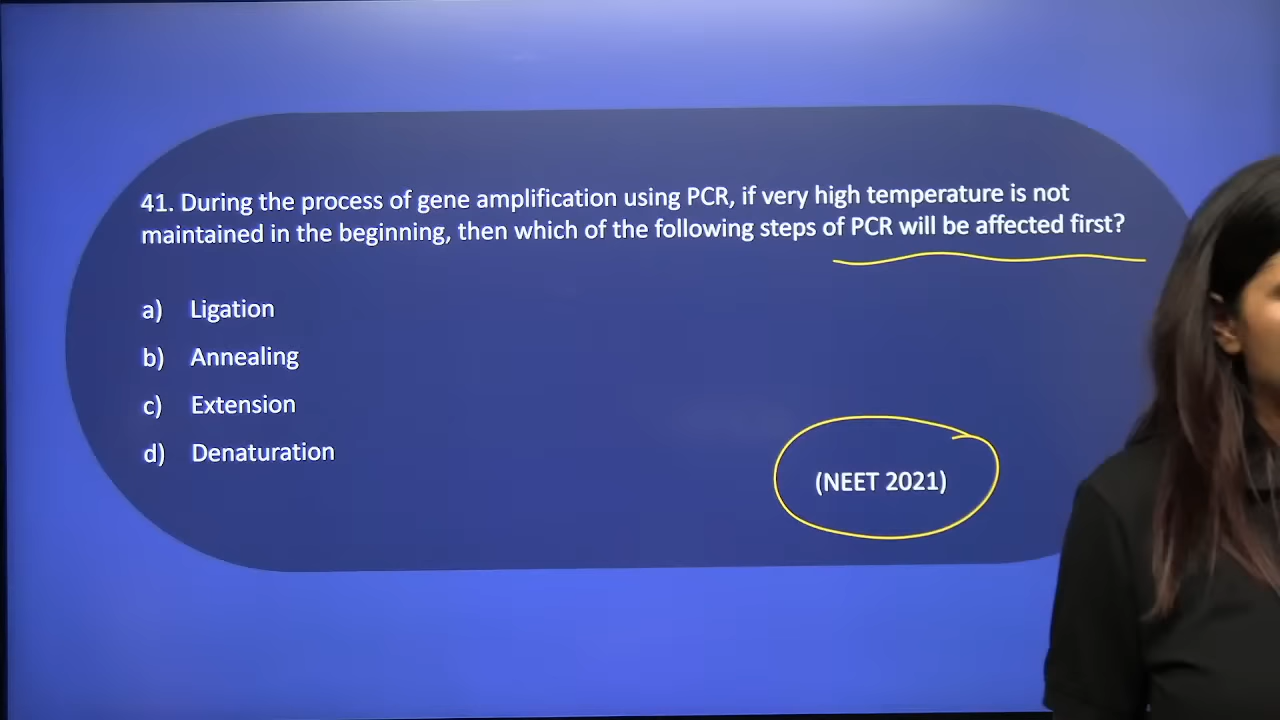 41. During the process of gene amplification using PCR, if very high temperature is not
maintained in the beginning, then which of the following steps of PCR will be affected first?
a) Ligation
b) Annealing
c) Extension
d) Denaturation
(NEET 2021)